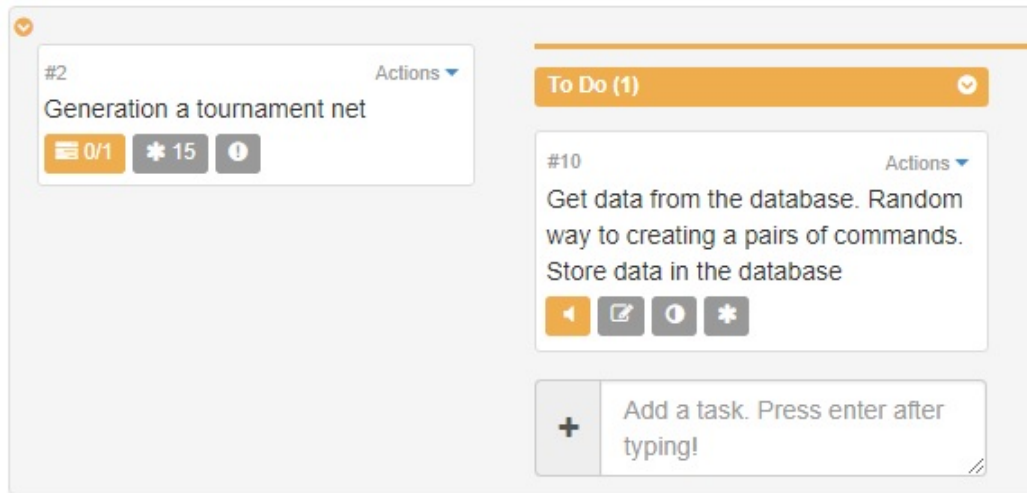 #2
Actions
Generation a tournament net
0/1
15
To Do (1)
#10
Actions
Get data from the database. Random
way to creating a pairs of commands.
Store data in the database
Add a task. Press enter after
typing!